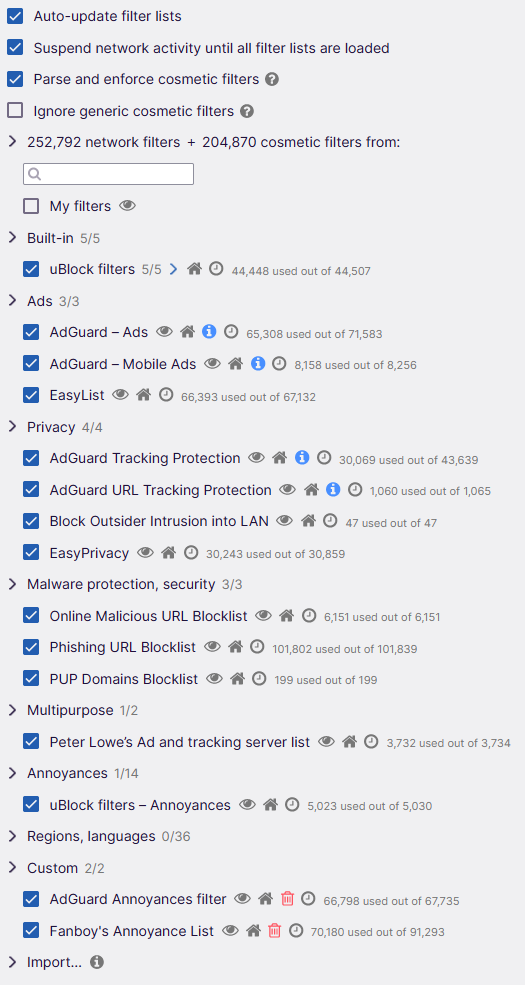 Auto-update filter lists
Suspend network activity until all filter lists are loaded
Parse and enforce cosmetic filters
Ignore generic cosmetic filters
252,792 network filters + 204,870 cosmetic filters from:
My filters
Built-in 5/5
uBlock filters 5/5 44,448 used out of 44,507
Ads 3/3
AdGuard – Ads 65,308 used out of 71,583
AdGuard – Mobile Ads 8,158 used out of 8,256
EasyList 66,393 used out of 67,132
Privacy 4/4
AdGuard Tracking Protection 30,069 used out of 43,639
AdGuard URL Tracking Protection 1,060 used out of 1,065
Block Outsider Intrusion into LAN 47 used out of 47
EasyPrivacy 30,243 used out of 30,859
Malware protection, security 3/3
Online Malicious URL Blocklist 6,151 used out of 6,151
Phishing URL Blocklist 101,802 used out of 101,839
PUP Domains Blocklist 199 used out of 199
Multipurpose 1/2
Peter Lowe’s Ad and tracking server list 3,732 used out of 3,734
Annoyances 1/14
uBlock filters – Annoyances 5,023 used out of 5,030
Regions, languages 0/36
Custom 2/2
AdGuard Annoyances filter 66,798 used out of 67,735
Fanboy's Annoyance List 70,180 used out of 91,293
Import...